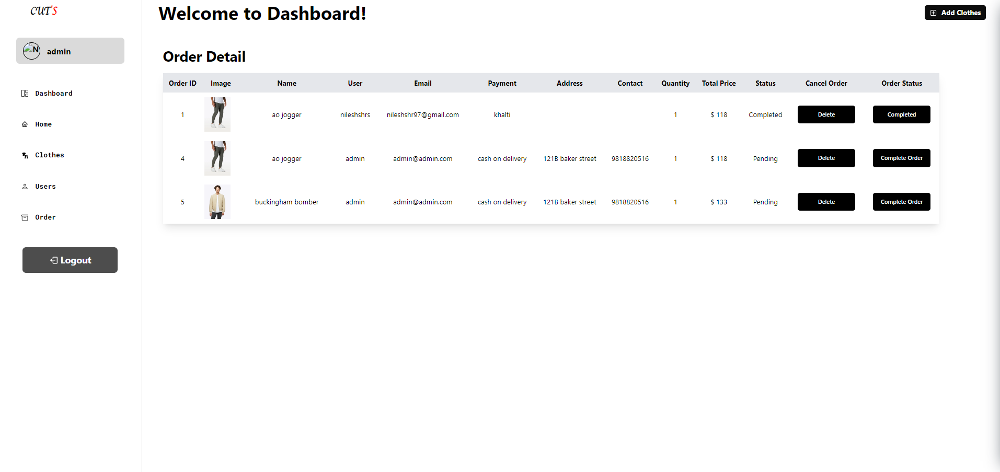 CUT'S
Welcome to Dashboard!
Add Clothes
N
admin
Dashboard
Home
Clothes
Users
Order
Logout
Order Detail
Order ID Image Name User Email Payment Address Contact Quantity Total Price Status Cancel Order Order Status
1 ao jogger nileshshrs nileshshr97@gmail.com khalti 1 $ 118 Completed Delete Completed
4 ao jogger admin admin@admin.com cash on delivery 121B baker street 9818820516 1 $ 118 Pending Delete Complete Order
5 buckingham bomber admin admin@admin.com cash on delivery 121B baker street 9818820516 1 $ 133 Pending Delete Complete Order